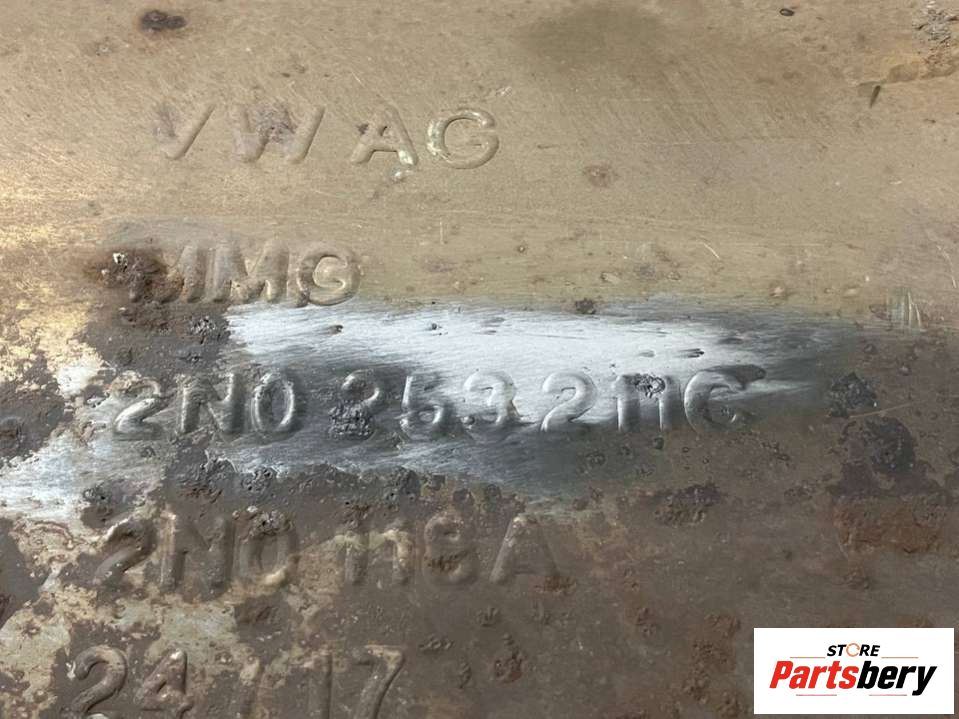 VW AG
MMG
2N0 253 211C
2N0 118A
24 / 17
STORE
Partsbery